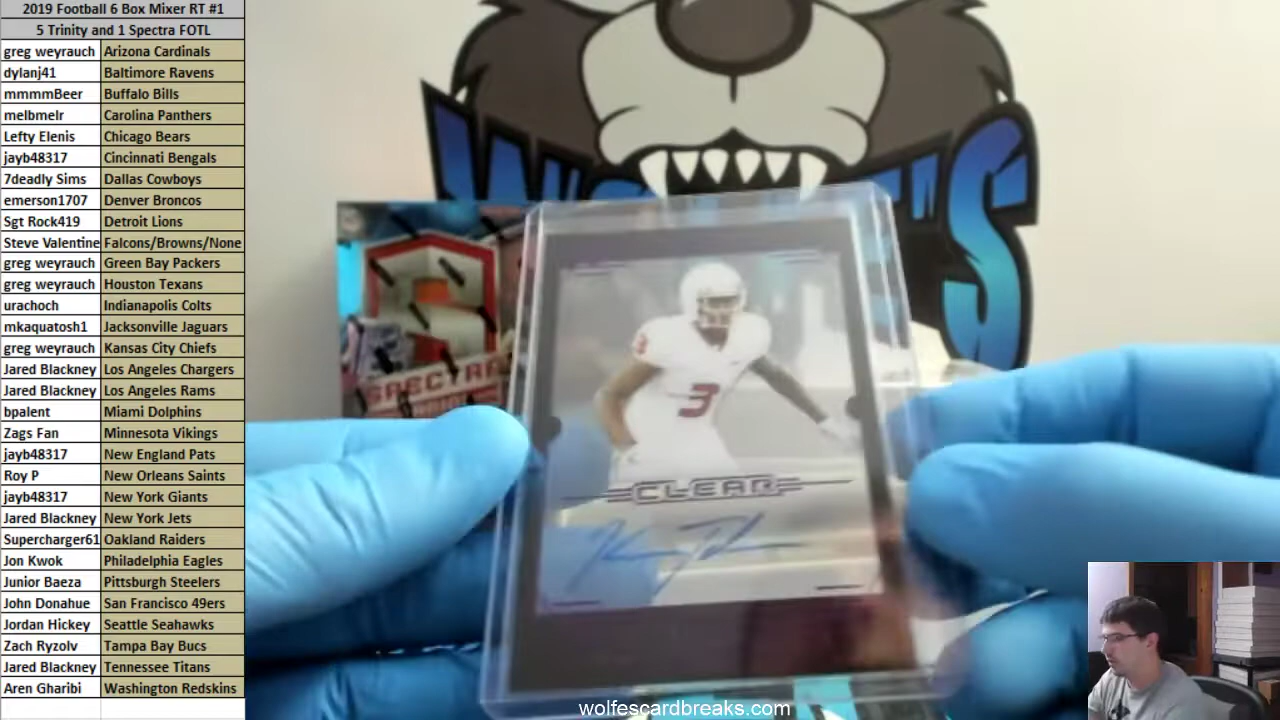 2019 Football 6 Box Mixer RT #1
5 Trinity and 1 Spectra FOTL
greg weyrauch Arizona Cardinals
dylanj41 Baltimore Ravens
mmmmBeer Buffalo Bills
melbmelr Carolina Panthers
Lefty Elenis Chicago Bears
jayb48317 Cincinnati Bengals
7deadly Sims Dallas Cowboys
emerson1707 Denver Broncos
Sgt Rock419 Detroit Lions
Steve Valentine Falcons/Browns/None
greg weyrauch Green Bay Packers
greg weyrauch Houston Texans
urachoch Indianapolis Colts
mkaquatosh1 Jacksonville Jaguars
greg weyrauch Kansas City Chiefs
Jared Blackney Los Angeles Chargers
Jared Blackney Los Angeles Rams
bpalent Miami Dolphins
Zags Fan Minnesota Vikings
jayb48317 New England Pats
Roy P New Orleans Saints
jayb48317 New York Giants
Jared Blackney New York Jets
Supercharger61 Oakland Raiders
Jon Kwok Philadelphia Eagles
Junior Baeza Pittsburgh Steelers
John Donahue San Francisco 49ers
Jordan Hickey Seattle Seahawks
Zach Ryzolv Tampa Bay Bucs
Jared Blackney Tennessee Titans
Aren Gharibi Washington Redskins
SPECTRA
3
CLEAR
wolfescardbreaks.com